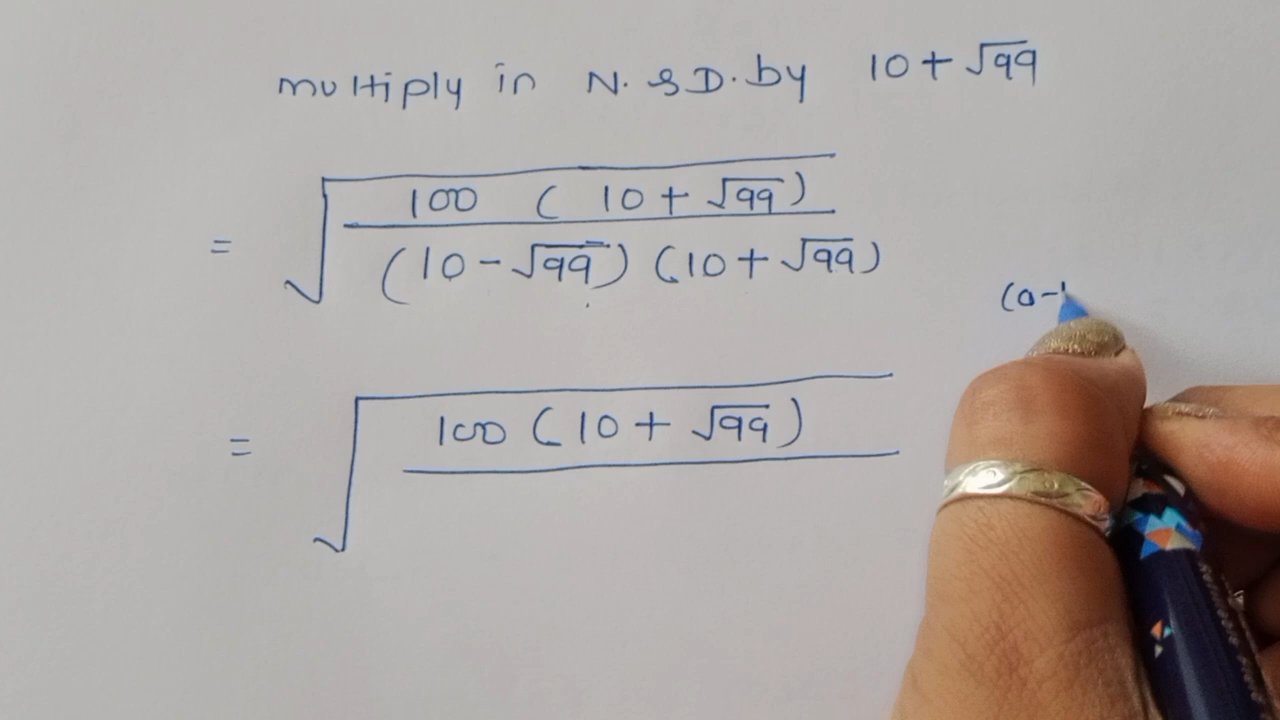 multiply in N. & D. by 10 + √99
= √(100 ( 10 + √99 ) / (10 - √99 ) (10 + √99 ))
(a-
= √(100 ( 10 + √99 ) /